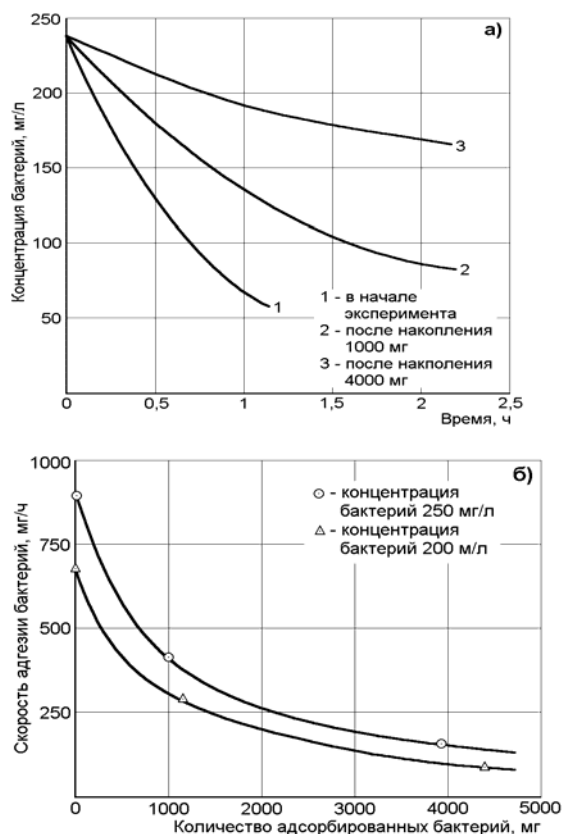 250
а)
200
150
100
50
Концентрация бактерий, мг/л
3
2
1
1 - в начале
эксперимента
2 - после накопления
1000 мг
3 - после накполения
4000 мг
0
0,5
1
1,5
2
2,5
Время, ч
1000
б)
750
500
250
Скорость адгезии бактерий, мг/ч
- концентрация
бактерий 250 мг/л
- концентрация
бактерий 200 м/л
0
1000
2000
3000
4000
5000
Количество адсорбированных бактерий, мг